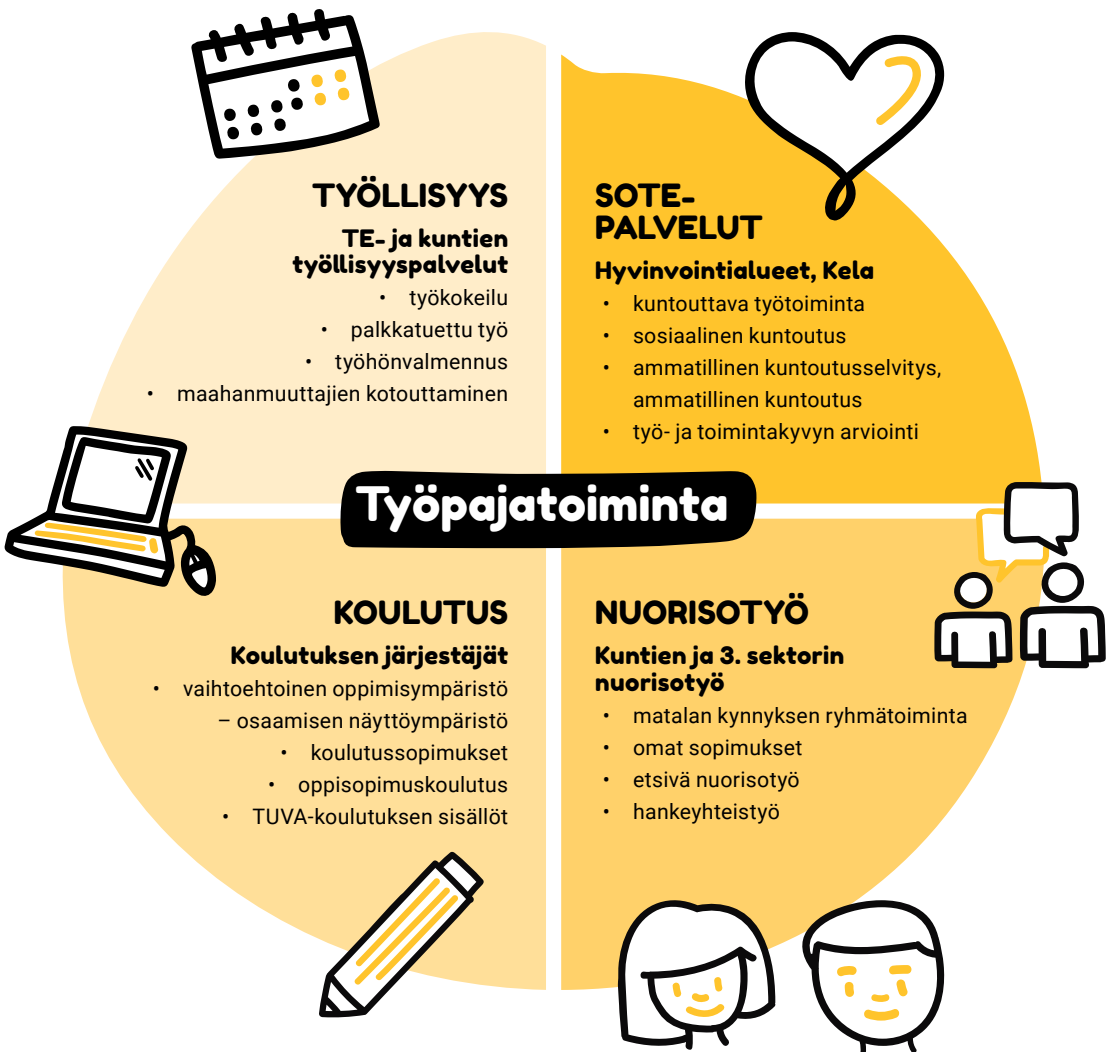 TYÖLLISYYS
TE- ja kuntien
työllisyyspalvelut
• työkokeilu
• palkkatuettu työ
• työhönvalmennus
• maahanmuuttajien kotouttaminen
SOTE-
PALVELUT
Hyvinvointialueet, Kela
• kuntouttava työtoiminta
• sosiaalinen kuntoutus
• ammatillinen kuntoutusselvitys,
ammatillinen kuntoutus
• työ- ja toimintakyvyn arviointi
Työpajatoiminta
KOULUTUS
Koulutuksen järjestäjät
• vaihtoehtoinen oppimisympäristö
– osaamisen näyttöympäristö
• koulutussopimukset
• oppisopimuskoulutus
• TUVA-koulutuksen sisällöt
NUORISOTYÖ
Kuntien ja 3. sektorin
nuorisotyö
• matalan kynnyksen ryhmätoiminta
• omat sopimukset
• etsivä nuorisotyö
• hankeyhteistyö